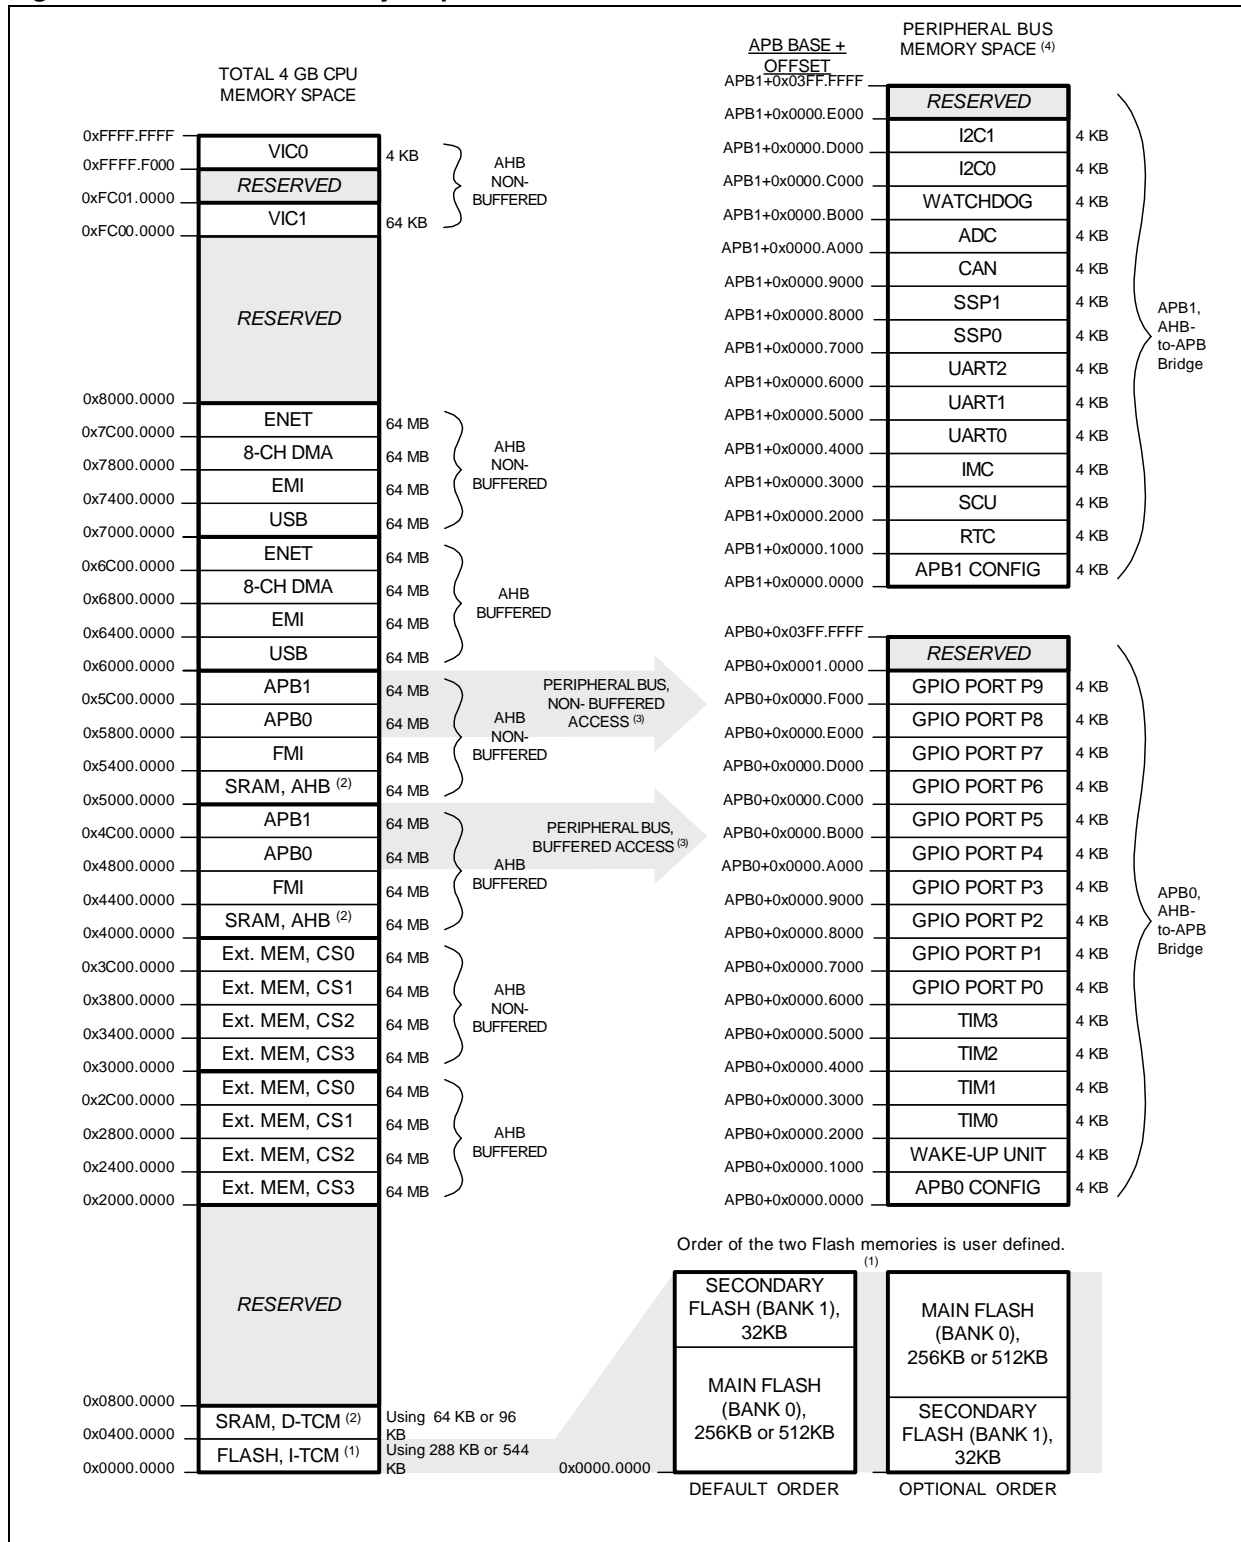 TOTAL 4 GB CPU
MEMORY SPACE
0xFFFF.FFFF
VIC0
4 KB
0xFFFF.F000
RESERVED
0xFC01.0000
VIC1
64 KB
0xFC00.0000
AHB
NON-
BUFFERED
RESERVED
0x8000.0000
ENET
64 MB
0x7C00.0000
8-CH DMA
64 MB
0x7800.0000
EMI
64 MB
0x7400.0000
USB
64 MB
0x7000.0000
AHB
NON-
BUFFERED
ENET
64 MB
0x6C00.0000
8-CH DMA
64 MB
0x6800.0000
EMI
64 MB
0x6400.0000
USB
64 MB
0x6000.0000
AHB
BUFFERED
APB1
64 MB
0x5C00.0000
APB0
64 MB
0x5800.0000
FMI
64 MB
0x5400.0000
SRAM, AHB (2)
64 MB
0x5000.0000
AHB
NON-
BUFFERED
PERIPHERAL BUS,
NON- BUFFERED
ACCESS (3)
APB1
64 MB
0x4C00.0000
APB0
64 MB
0x4800.0000
FMI
64 MB
0x4400.0000
SRAM, AHB (2)
64 MB
0x4000.0000
AHB
BUFFERED
PERIPHERAL BUS,
BUFFERED ACCESS (3)
Ext. MEM, CS0
64 MB
0x3C00.0000
Ext. MEM, CS1
64 MB
0x3800.0000
Ext. MEM, CS2
64 MB
0x3400.0000
Ext. MEM, CS3
64 MB
0x3000.0000
AHB
NON-
BUFFERED
Ext. MEM, CS0
64 MB
0x2C00.0000
Ext. MEM, CS1
64 MB
0x2800.0000
Ext. MEM, CS2
64 MB
0x2400.0000
Ext. MEM, CS3
64 MB
0x2000.0000
AHB
BUFFERED
RESERVED
0x0800.0000
SRAM, D-TCM (2)
Using 64 KB or 96
KB
0x0400.0000
FLASH, I-TCM (1)
Using 288 KB or 544
KB
0x0000.0000
APB BASE +
OFFSET
PERIPHERAL BUS
MEMORY SPACE (4)
APB1+0x03FF.FFFF
RESERVED
APB1+0x0000.E000
I2C1
4 KB
APB1+0x0000.D000
I2C0
4 KB
APB1+0x0000.C000
WATCHDOG
4 KB
APB1+0x0000.B000
ADC
4 KB
APB1+0x0000.A000
CAN
4 KB
APB1+0x0000.9000
SSP1
4 KB
APB1+0x0000.8000
SSP0
4 KB
APB1+0x0000.7000
UART2
4 KB
APB1+0x0000.6000
UART1
4 KB
APB1+0x0000.5000
UART0
4 KB
APB1+0x0000.4000
IMC
4 KB
APB1+0x0000.3000
SCU
4 KB
APB1+0x0000.2000
RTC
4 KB
APB1+0x0000.1000
APB1 CONFIG
4 KB
APB1+0x0000.0000
APB1,
AHB-
to-APB
Bridge
APB0+0x03FF.FFFF
RESERVED
APB0+0x0001.0000
GPIO PORT P9
4 KB
APB0+0x0000.F000
GPIO PORT P8
4 KB
APB0+0x0000.E000
GPIO PORT P7
4 KB
APB0+0x0000.D000
GPIO PORT P6
4 KB
APB0+0x0000.C000
GPIO PORT P5
4 KB
APB0+0x0000.B000
GPIO PORT P4
4 KB
APB0+0x0000.A000
GPIO PORT P3
4 KB
APB0+0x0000.9000
GPIO PORT P2
4 KB
APB0+0x0000.8000
GPIO PORT P1
4 KB
APB0+0x0000.7000
GPIO PORT P0
4 KB
APB0+0x0000.6000
TIM3
4 KB
APB0+0x0000.5000
TIM2
4 KB
APB0+0x0000.4000
TIM1
4 KB
APB0+0x0000.3000
TIM0
4 KB
APB0+0x0000.2000
WAKE-UP UNIT
4 KB
APB0+0x0000.1000
APB0 CONFIG
4 KB
APB0+0x0000.0000
APB0,
AHB-
to-APB
Bridge
Order of the two Flash memories is user defined.
(1)
SECONDARY
FLASH (BANK 1),
32KB
MAIN FLASH
(BANK 0),
256KB or 512KB
0x0000.0000
DEFAULT ORDER
MAIN FLASH
(BANK 0),
256KB or 512KB
SECONDARY
FLASH (BANK 1),
32KB
OPTIONAL ORDER